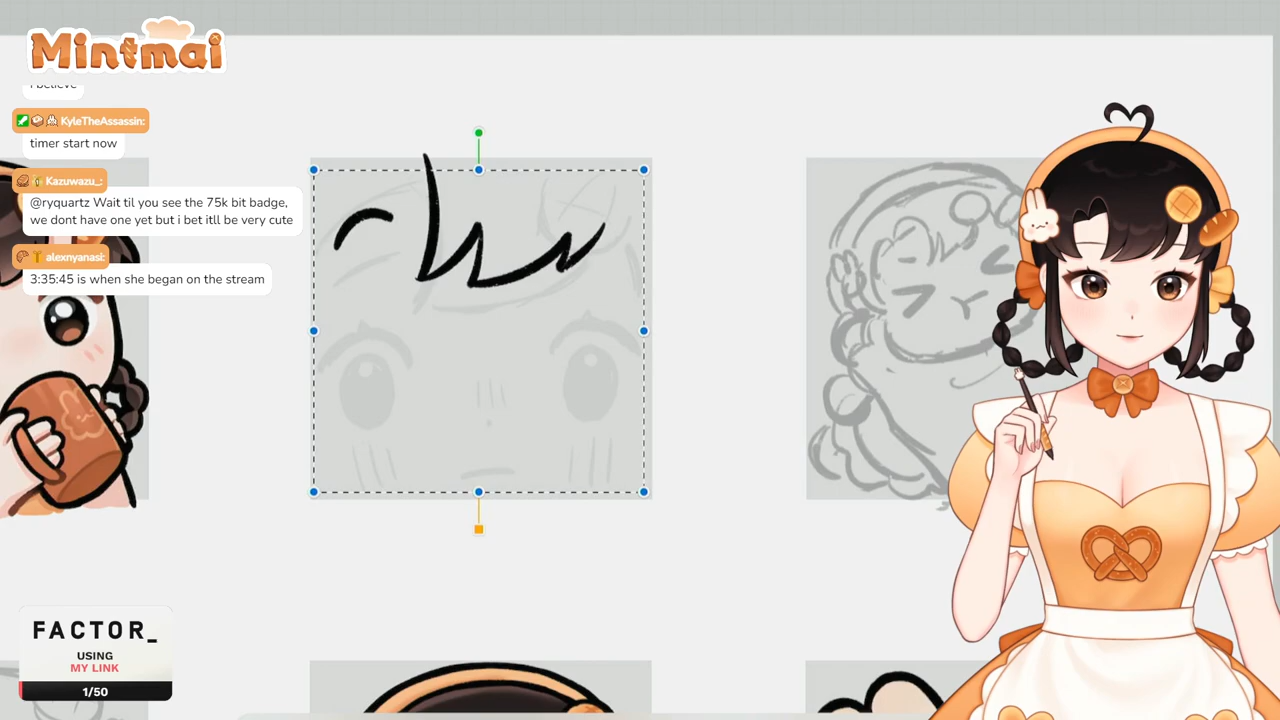 Mintmai
i believe
KyleTheAssassin:
timer start now
Kazuwazu_:
@ryquartz Wait til you see the 75k bit badge,
we dont have one yet but i bet itll be very cute
alexnyanasi:
3:35:45 is when she began on the stream
FACTOR_
USING
MY LINK
1/50